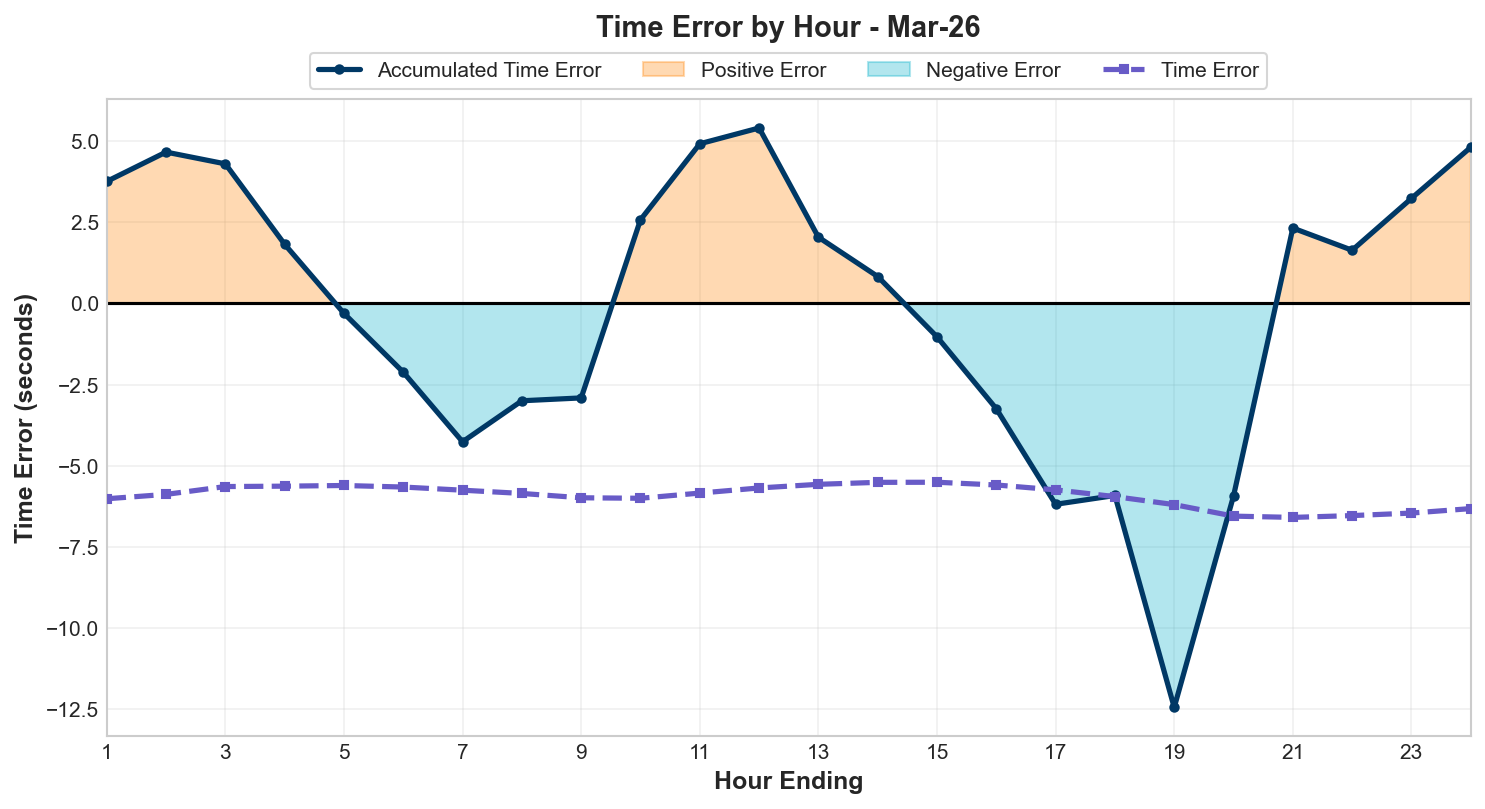 Time Error by Hour - Mar-26
Accumulated Time Error Positive Error Negative Error Time Error
Time Error (seconds)
5.0
2.5
0.0
−2.5
−5.0
−7.5
−10.0
−12.5
1 3 5 7 9 11 13 15 17 19 21 23
Hour Ending